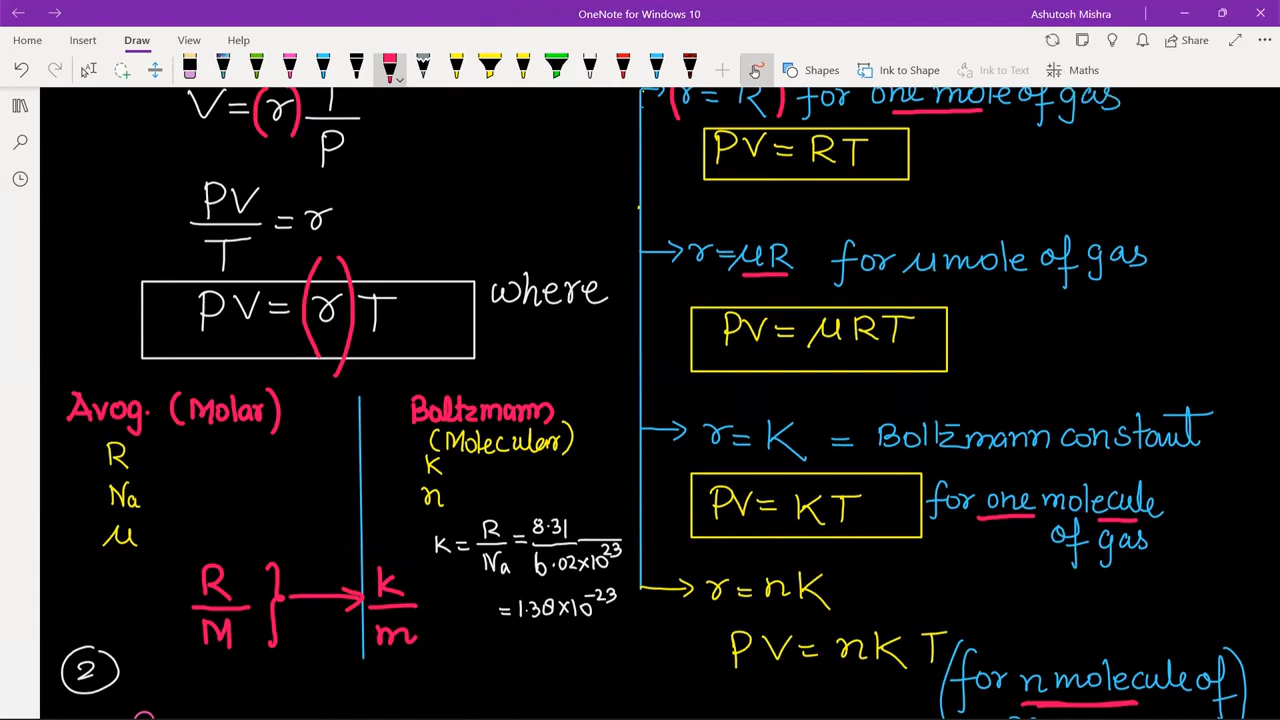 OneNote for Windows 10
Ashutosh Mishra
Home Insert Draw View Help
Share
Shapes
Ink to Shape
Ink to Text
Maths
V = (r) T
P
PV
T
= r
PV = (r) T
where
Avog. (Molar)
R
Na
μ
Boltzmann
(Molecular)
K
n
K = R = 8.31
Na 6.02×10²³
= 1.38×10⁻²³
R
M
k
m
2
(r = R) for one mole of gas
PV = RT
r = μR for μ mole of gas
PV = μRT
r = K = Boltzmann constant
PV = KT for one molecule
of gas
r = nK
PV = nKT
(for n molecule of